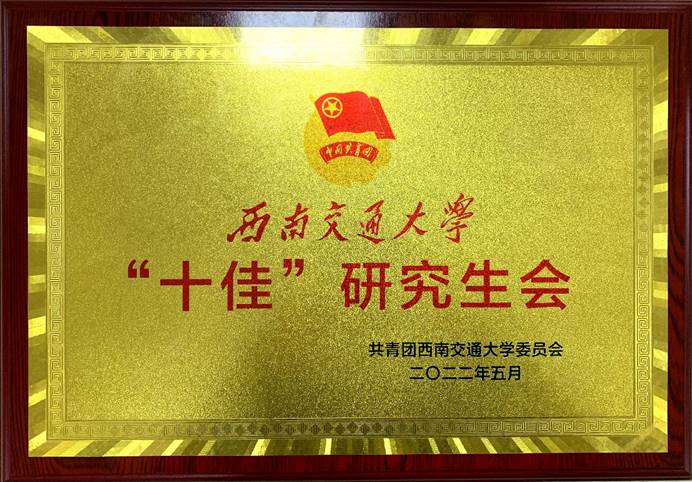 中国共青团
西南交通大学
“十佳”研究生会
共青团西南交通大学委员会
二〇二二年五月